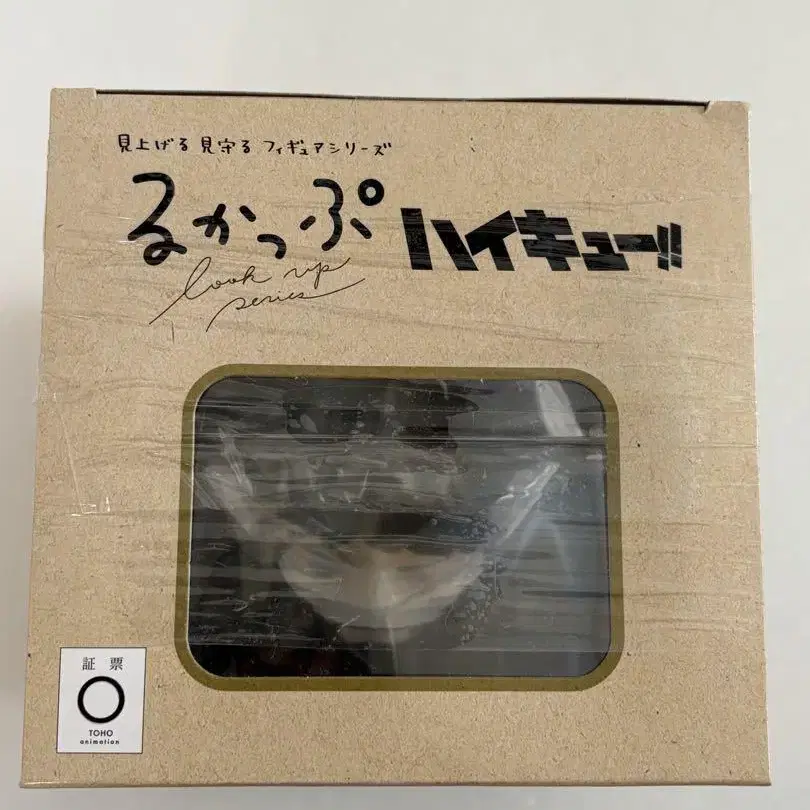 見上げる 見守る フィギュアシリーズ
るかっぷ ハイキュー!!
look up
series
証 票
TOHO
animation